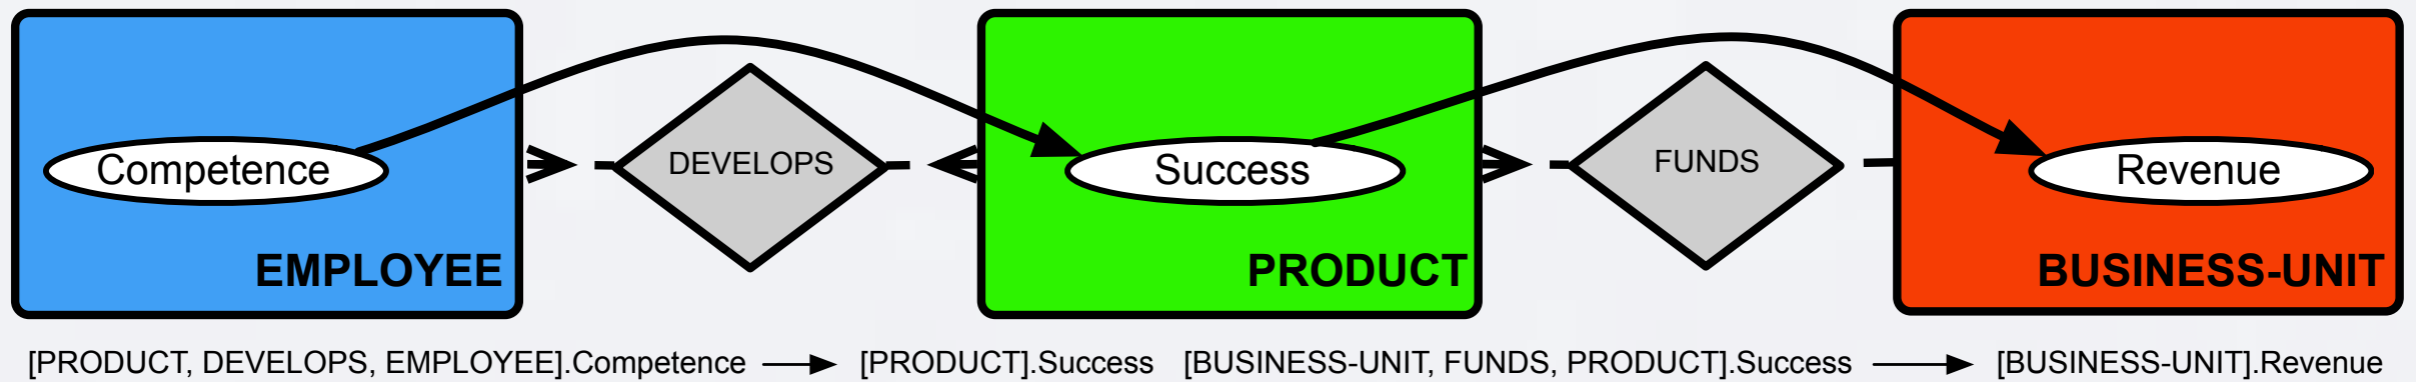 Competence
EMPLOYEE
DEVELOPS
Success
PRODUCT
FUNDS
Revenue
BUSINESS-UNIT
[PRODUCT, DEVELOPS, EMPLOYEE].Competence → [PRODUCT].Success
[BUSINESS-UNIT, FUNDS, PRODUCT].Success → [BUSINESS-UNIT].Revenue